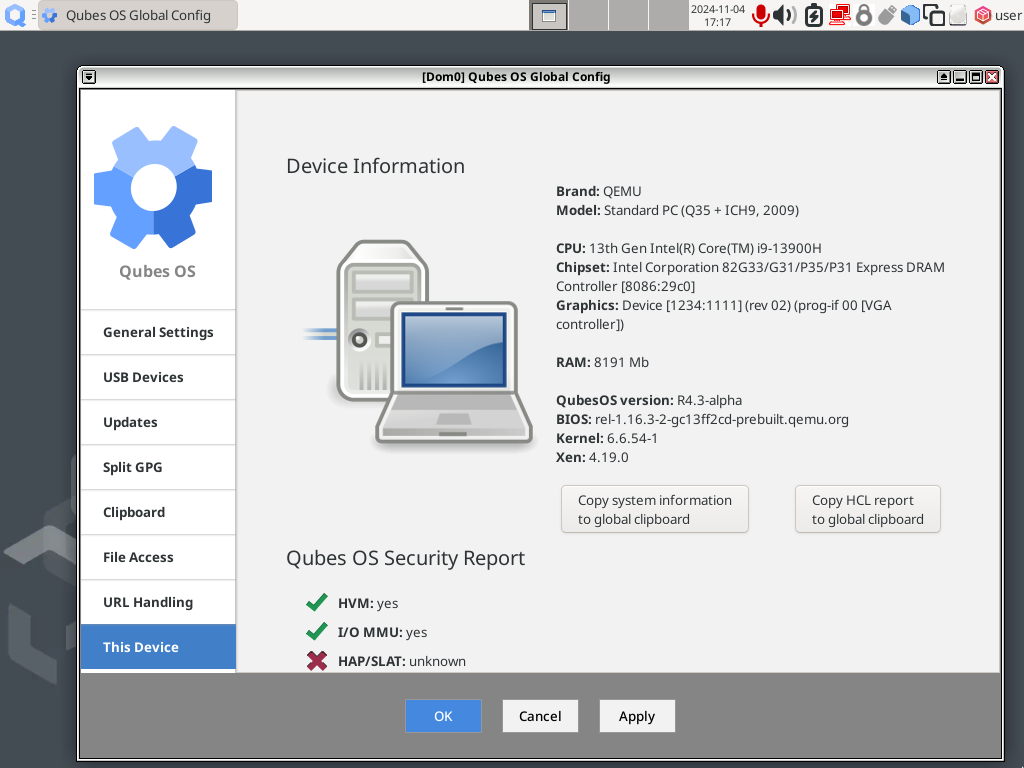 Qubes OS Global Config
2024-11-04
17:17
user
[Dom0] Qubes OS Global Config
Qubes OS
General Settings
USB Devices
Updates
Split GPG
Clipboard
File Access
URL Handling
This Device
Device Information
Brand: QEMU
Model: Standard PC (Q35 + ICH9, 2009)
CPU: 13th Gen Intel(R) Core(TM) i9-13900H
Chipset: Intel Corporation 82G33/G31/P35/P31 Express DRAM
Controller [8086:29c0]
Graphics: Device [1234:1111] (rev 02) (prog-if 00 [VGA
controller])
RAM: 8191 Mb
QubesOS version: R4.3-alpha
BIOS: rel-1.16.3-2-gc13ff2cd-prebuilt.qemu.org
Kernel: 6.6.54-1
Xen: 4.19.0
Copy system information
to global clipboard
Copy HCL report
to global clipboard
Qubes OS Security Report
HVM: yes
I/O MMU: yes
HAP/SLAT: unknown
OK
Cancel
Apply